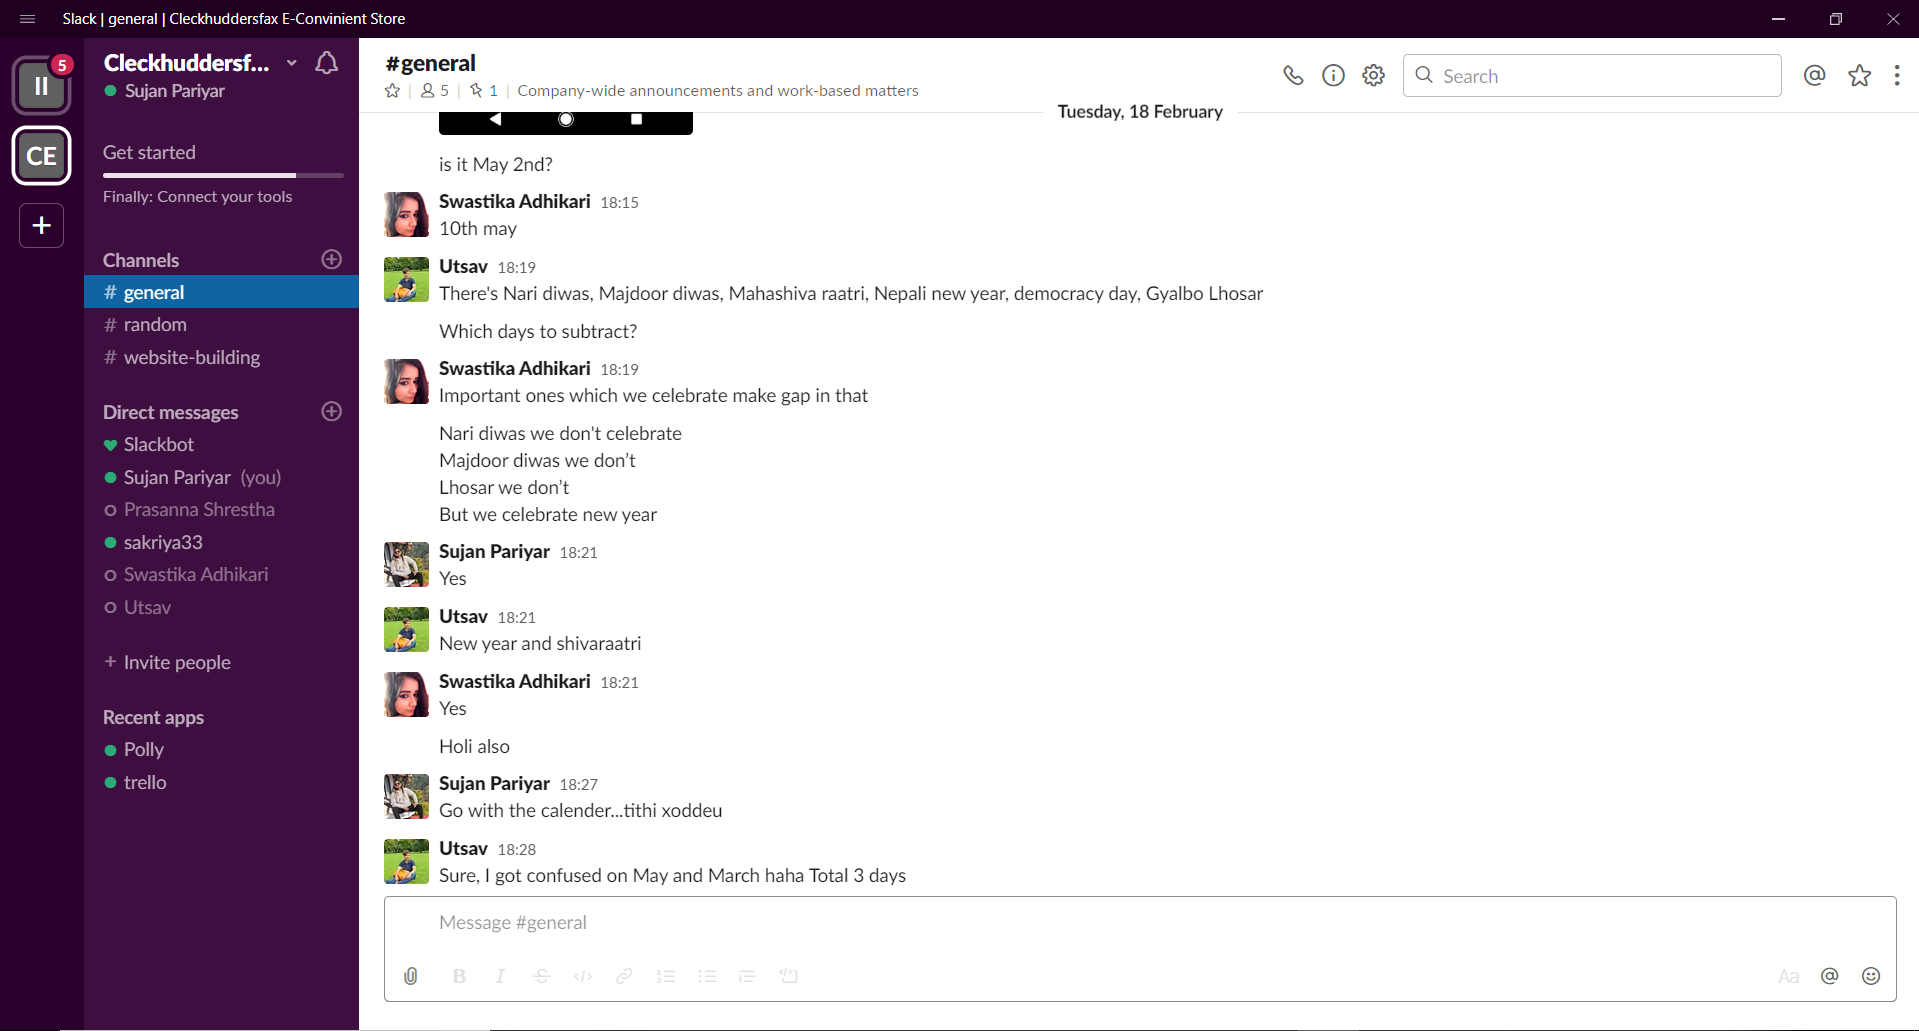 Slack | general | Cleckhuddersfax E-Convinient Store
II
5
CE
+
Cleckhuddersf...
Sujan Pariyar
Get started
Finally: Connect your tools
Channels
# general
# random
# website-building
Direct messages
Slackbot
Sujan Pariyar (you)
Prasanna Shrestha
sakriya33
Swastika Adhikari
Utsav
+ Invite people
Recent apps
Polly
trello
#general
5 | 1 | Company-wide announcements and work-based matters
Search
Tuesday, 18 February
is it May 2nd?
Swastika Adhikari 18:15
10th may
Utsav 18:19
There's Nari diwas, Majdoor diwas, Mahashiva raatri, Nepali new year, democracy day, Gyalbo Lhosar
Which days to subtract?
Swastika Adhikari 18:19
Important ones which we celebrate make gap in that
Nari diwas we don't celebrate
Majdoor diwas we don’t
Lhosar we don’t
But we celebrate new year
Sujan Pariyar 18:21
Yes
Utsav 18:21
New year and shivaraatri
Swastika Adhikari 18:21
Yes
Holi also
Sujan Pariyar 18:27
Go with the calender...tithi xoddeu
Utsav 18:28
Sure, I got confused on May and March haha Total 3 days
Message #general
B I S </> Aa @